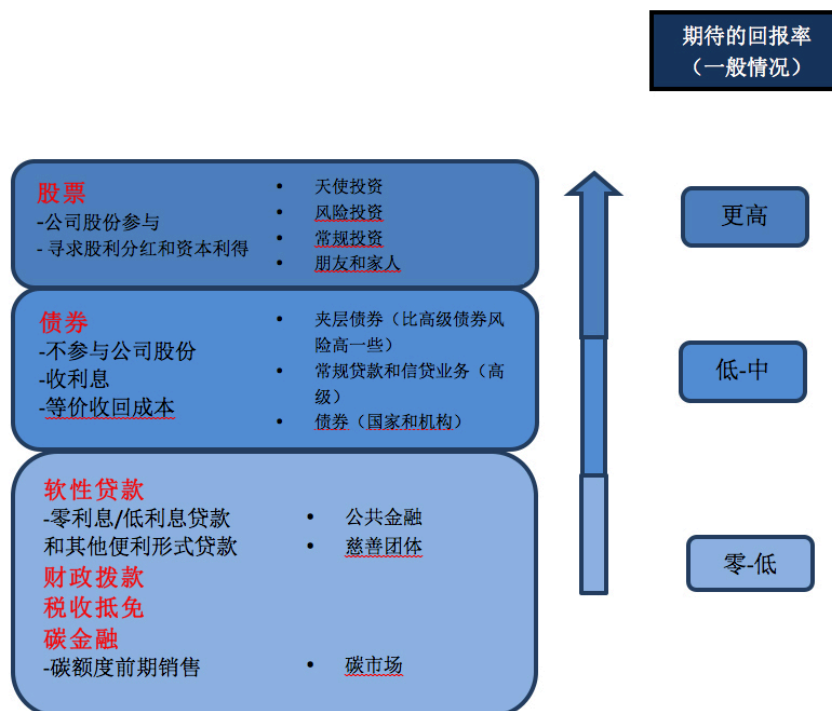 期待的回报率
（一般情况）
股票
-公司股份参与
- 寻求股利分红和资本利得
• 天使投资
• 风险投资
• 常规投资
• 朋友和家人
更高
债券
-不参与公司股份
-收利息
-等价收回成本
• 夹层债券（比高级债券风
险高一些）
• 常规贷款和信贷业务（高
级）
• 债券（国家和机构）
低-中
软性贷款
-零利息/低利息贷款
和其他便利形式贷款
• 公共金融
• 慈善团体
财政拨款
税收抵免
碳金融
-碳额度前期销售
• 碳市场
零-低